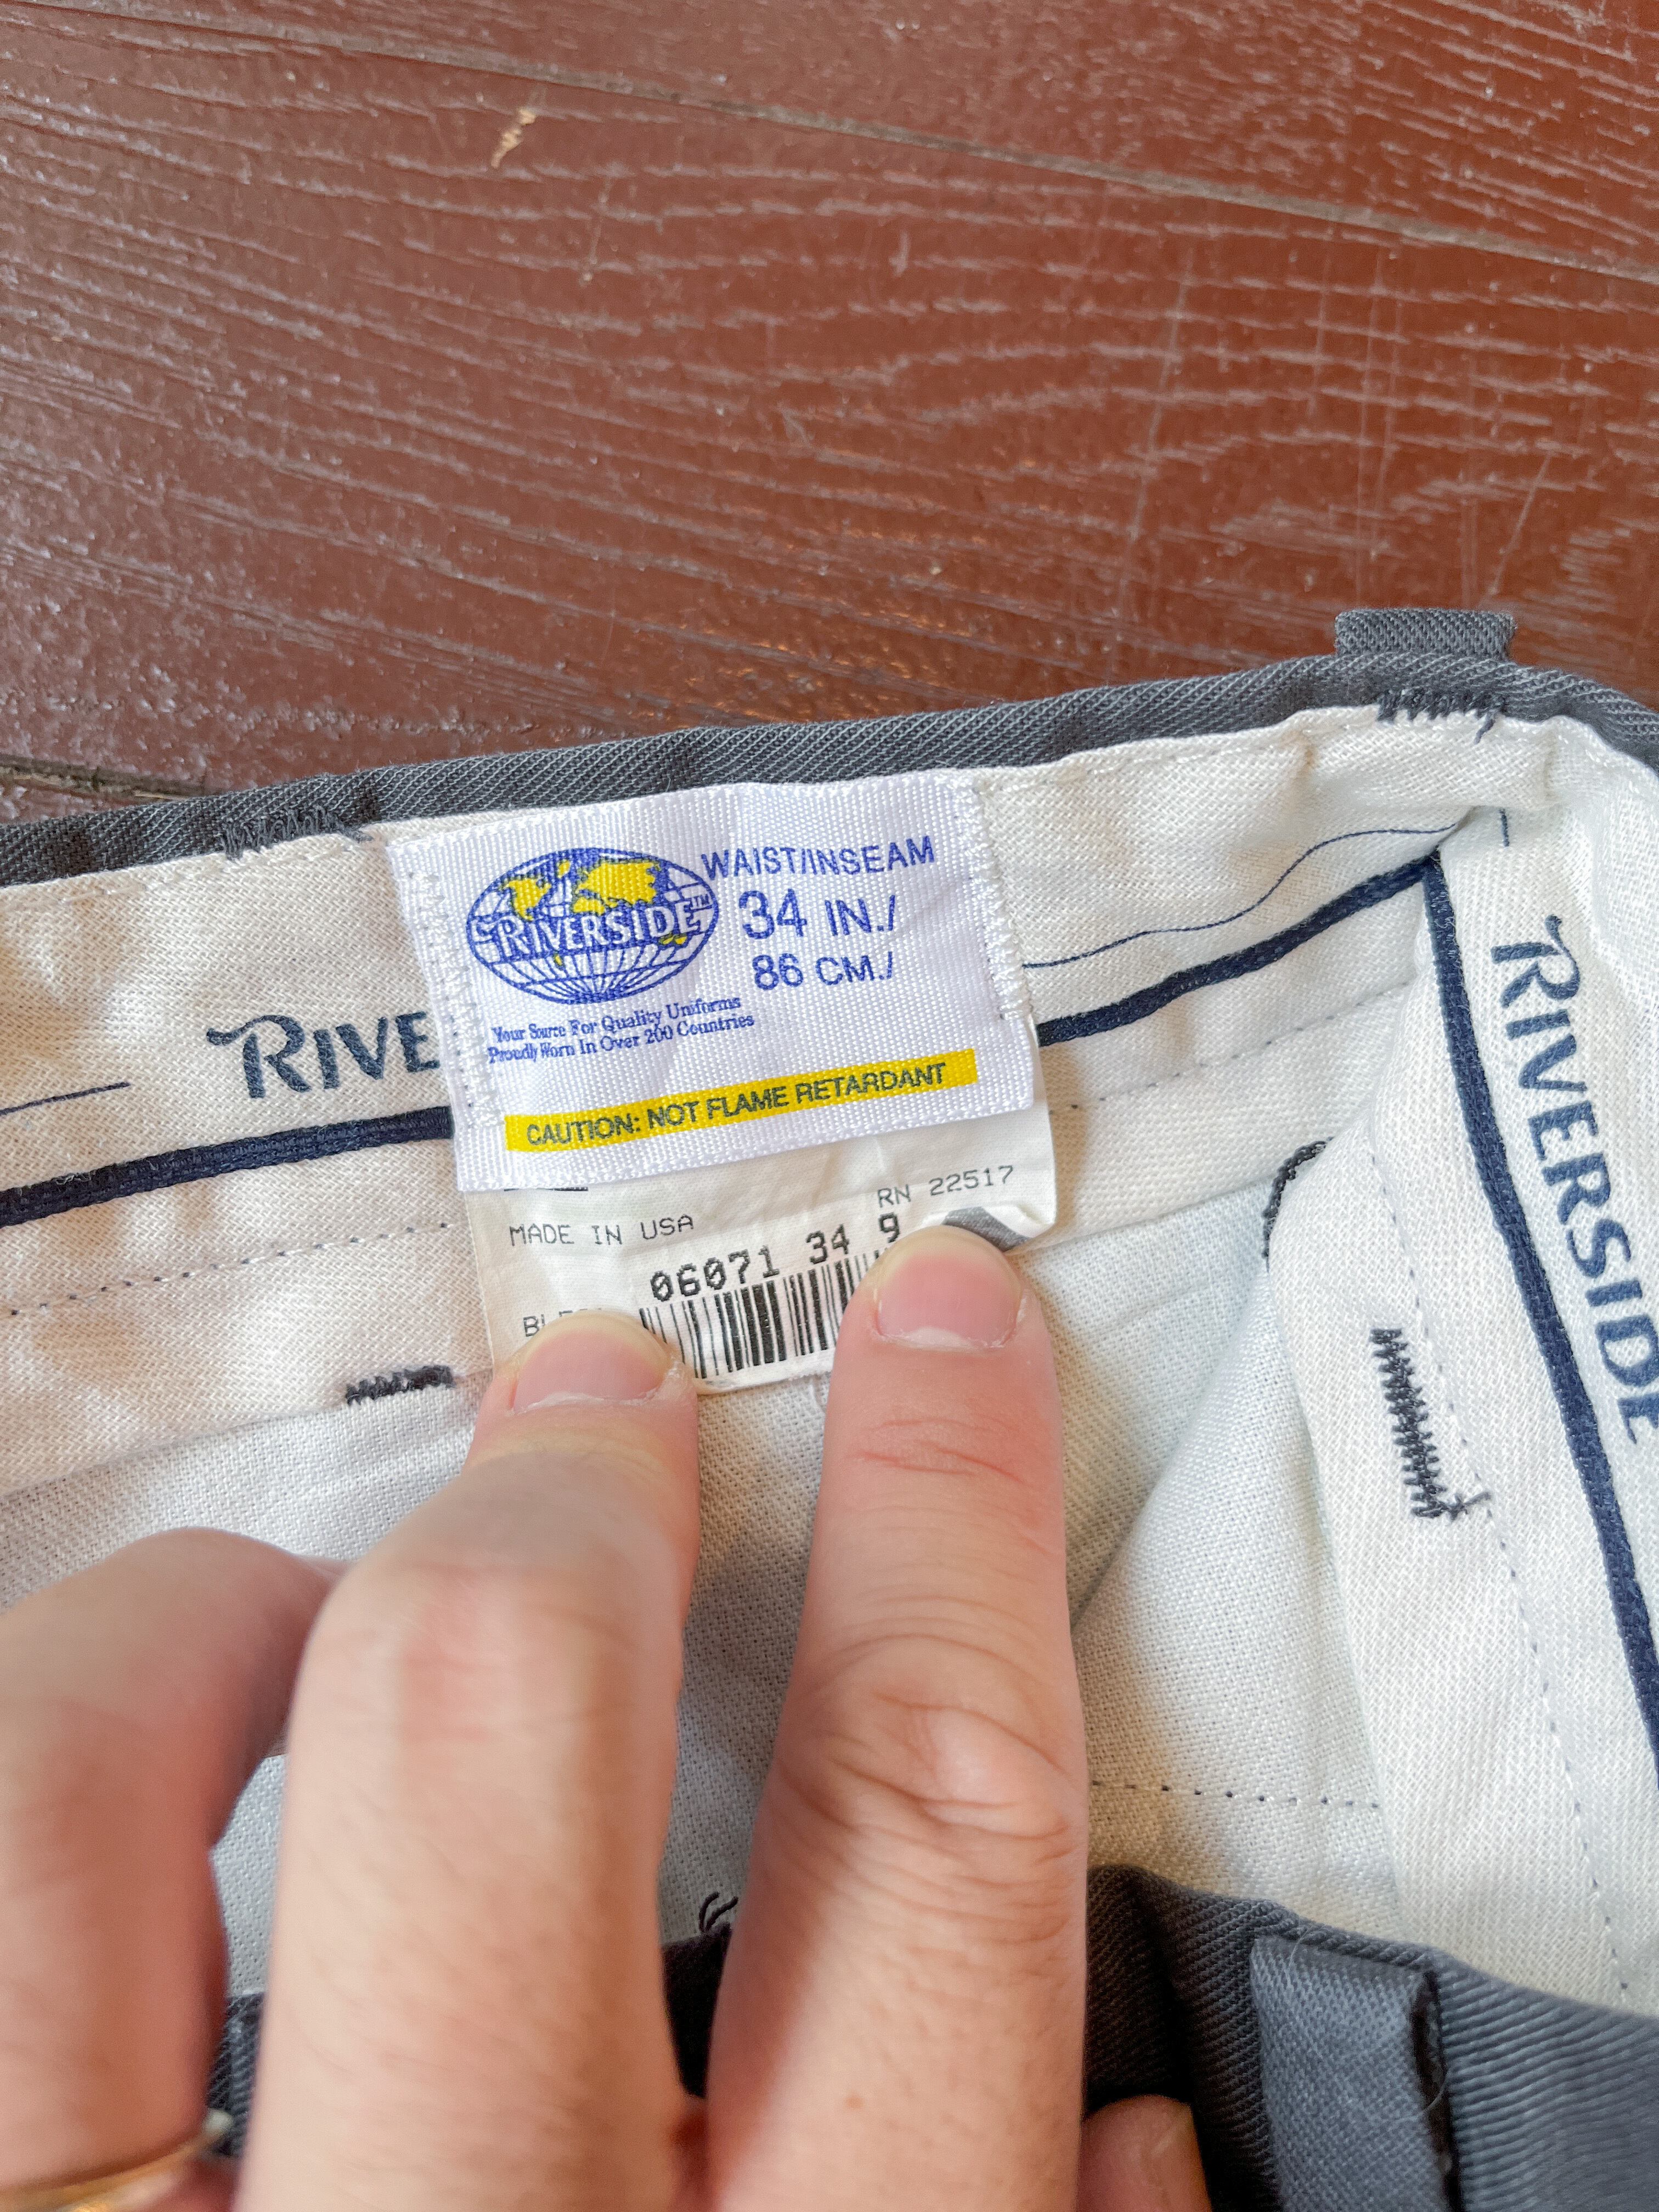 RIVERSIDE™
WAIST/INSEAM
34 IN./
86 CM./
Your Source For Quality Uniforms
Proudly Worn In Over 200 Countries
CAUTION: NOT FLAME RETARDANT
RN 22517
MADE IN USA
06071 34 9
RIVE
RIVERSIDE